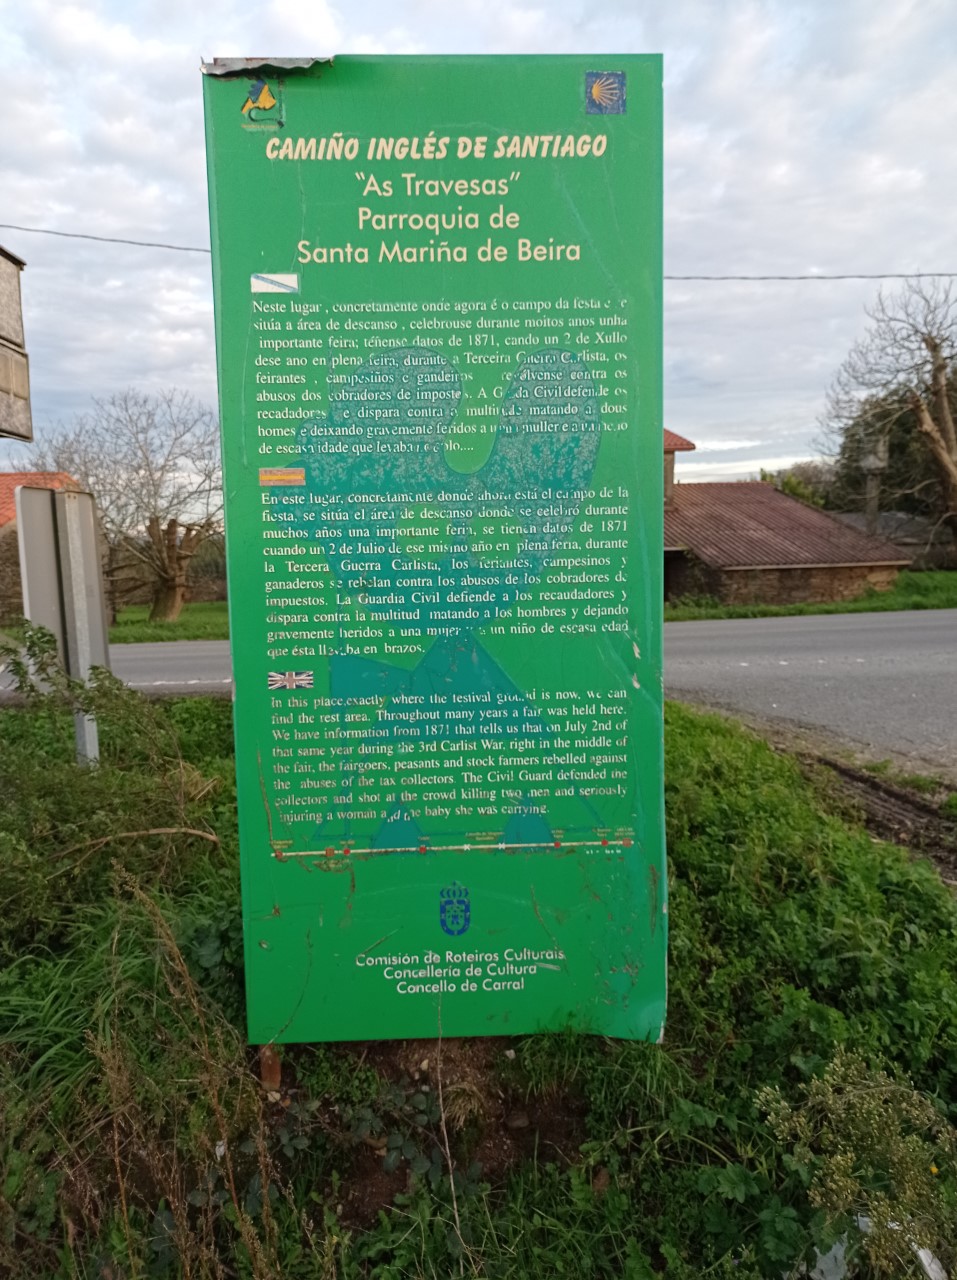 CAMIÑO INGLÉS DE SANTIAGO
"As Travesas"
Parroquia de
Santa Mariña de Beira
Neste lugar , concretamente onde agora é o campo da festa e
sitúa a área de descanso , celebrouse durante moitos anos unha
importante feira; téñense datos de 1871, cando un 2 de Xullo
dese ano en plena feira, durante a Terceira Guerra Carlista, os
feirantes , campesiños e gandeiros contra os
abusos dos cobradores de impostos. A Civil defende os
recadadores e dispara contra a multitude matando a dous
homes e deixando gravemente feridos a muller e a un
de escasa idade que levaba
En este lugar, concretamente donde ahora está el campo de la
fiesta, se sitúa el área de descanso donde se celebró durante
muchos años una importante feria, se tienen datos de 1871
cuando un 2 de Julio de ese mismo año en plena feria, durante
la Tercera Guerra Carlista, los feriantes, campesinos y
ganaderos se rebelan contra los abusos de los cobradores de
impuestos. La Guardia Civil defiende a los recaudadores y
dispara contra la multitud matando a los hombres y dejando
gravemente heridos a una mujer y a un niño de escasa edad
que ésta llevaba en brazos.
In this place,exactly where the festival ground is now, we can
find the rest area. Throughout many years a fair was held here.
We have information from 1871 that tells us that on July 2nd of
that same year during the 3rd Carlist War, right in the middle of
the fair, the fairgoers, peasants and stock farmers rebelled against
the abuses of the tax collectors. The Civil Guard defended the
collectors and shot at the crowd killing two men and seriously
injuring a woman and the baby she was carrying.
Comisión de Roteiros Culturais
Concellería de Cultura
Concello de Carral